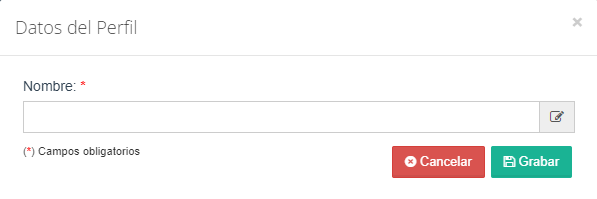 Datos del Perfil ×
Nombre: *
(*) Campos obligatorios
Cancelar Grabar